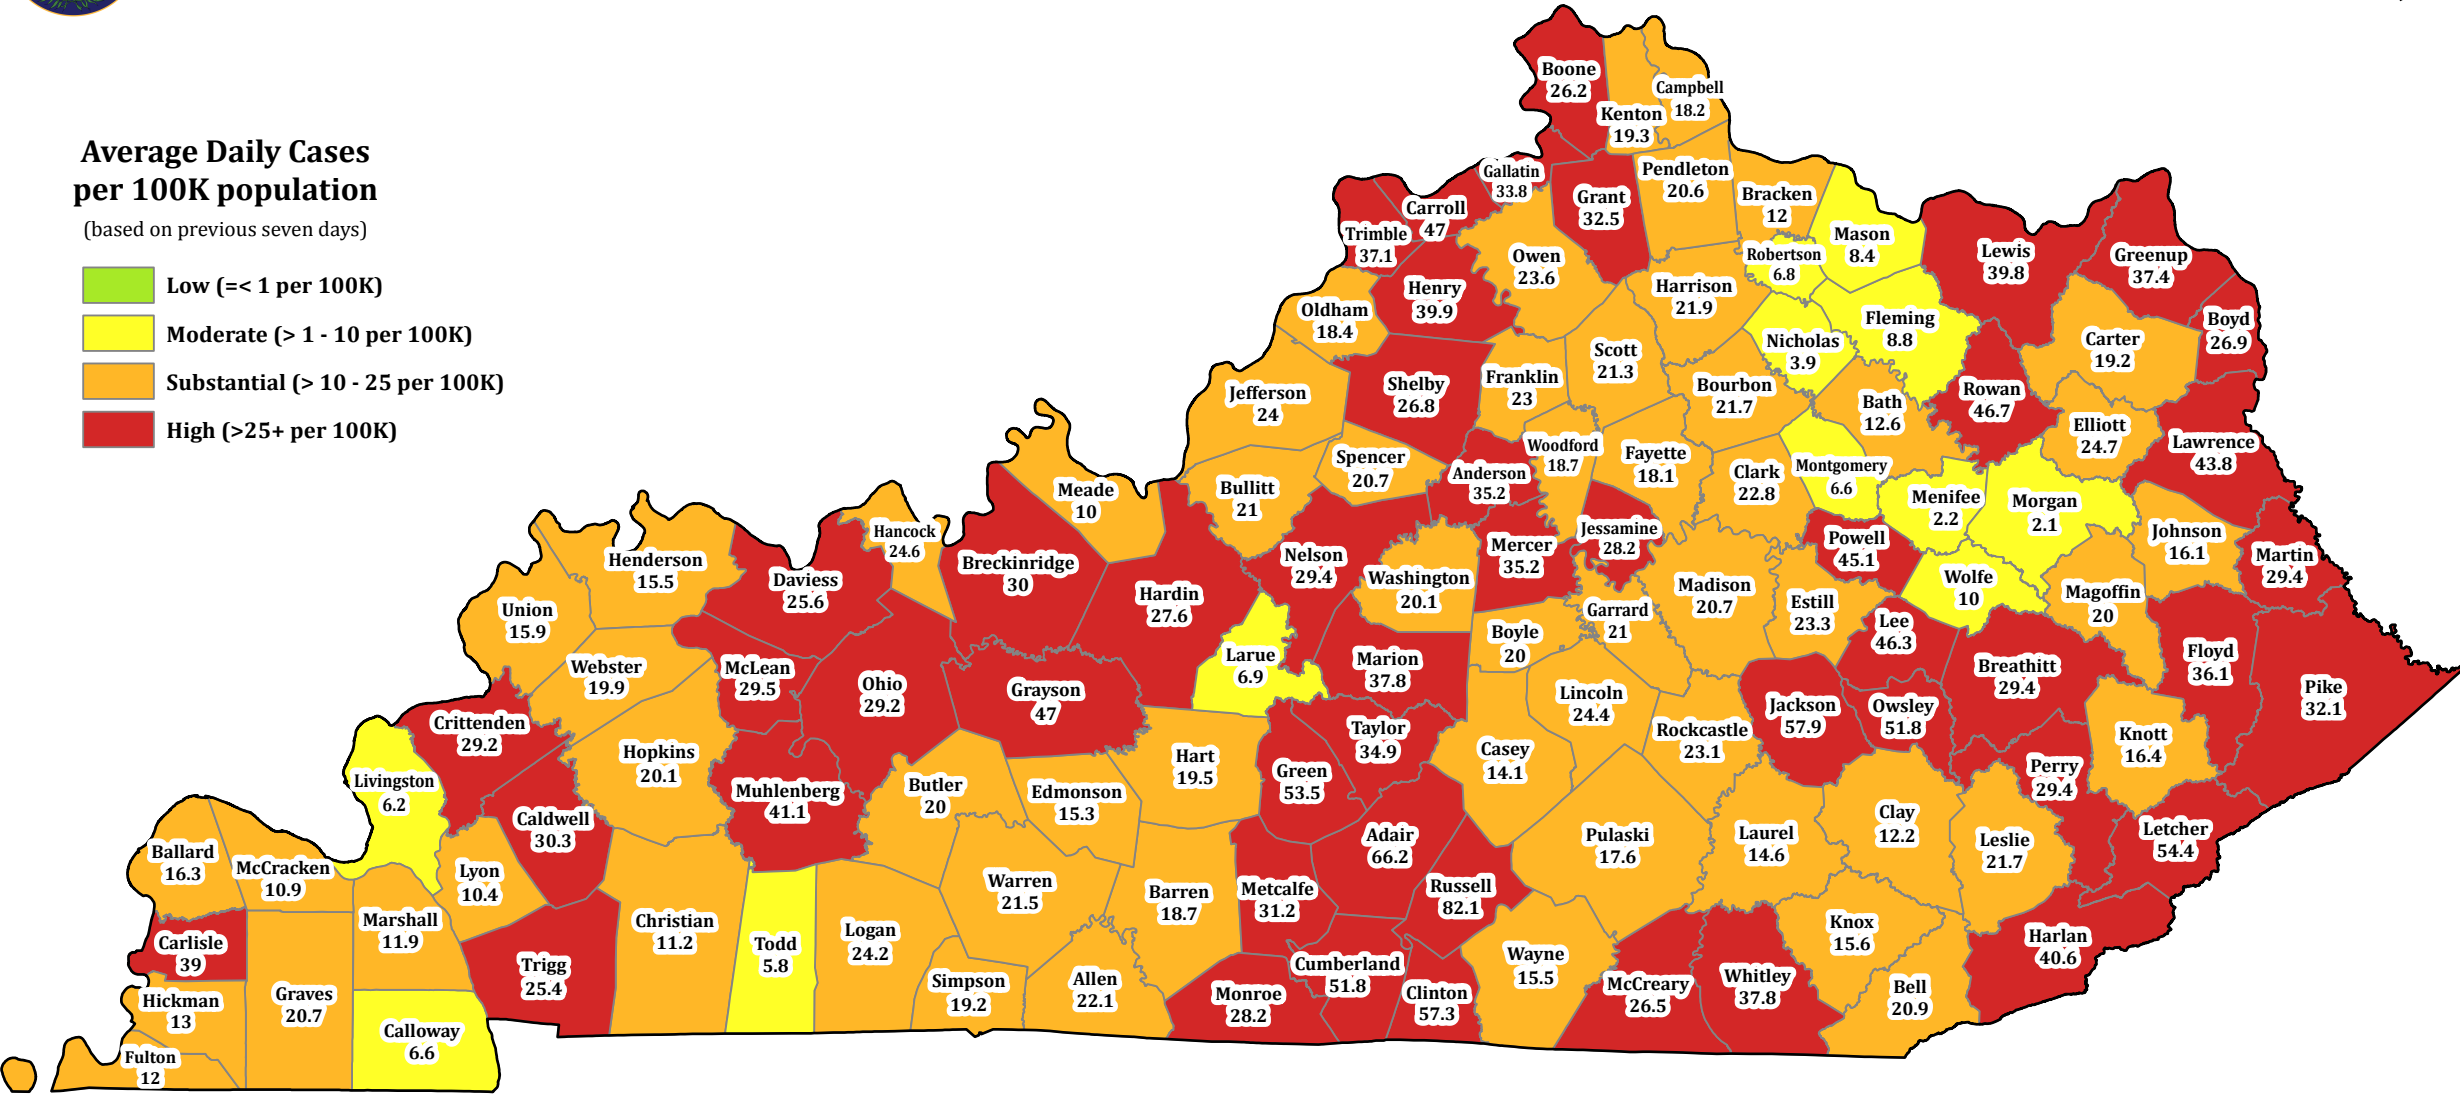 Average Daily Cases
per 100K population
(based on previous seven days)
Low (=< 1 per 100K)
Moderate (> 1 - 10 per 100K)
Substantial (> 10 - 25 per 100K)
High (>25+ per 100K)
Boone
26.2
Campbell
18.2
Kenton
19.3
Gallatin
33.8
Pendleton
20.6
Grant
32.5
Bracken
12
Carroll
47
Trimble
37.1
Mason
8.4
Robertson
6.8
Lewis
39.8
Greenup
37.4
Owen
23.6
Henry
39.9
Harrison
21.9
Oldham
18.4
Fleming
8.8
Boyd
26.9
Nicholas
3.9
Carter
19.2
Scott
21.3
Jefferson
24
Shelby
26.8
Franklin
23
Bourbon
21.7
Rowan
46.7
Bath
12.6
Elliott
24.7
Lawrence
43.8
Woodford
18.7
Fayette
18.1
Spencer
20.7
Anderson
35.2
Clark
22.8
Montgomery
6.6
Bullitt
21
Meade
10
Menifee
2.2
Morgan
2.1
Hancock
24.6
Jessamine
28.2
Johnson
16.1
Powell
45.1
Martin
29.4
Mercer
35.2
Nelson
29.4
Henderson
15.5
Breckinridge
30
Daviess
25.6
Washington
20.1
Wolfe
10
Madison
20.7
Hardin
27.6
Magoffin
20
Union
15.9
Estill
23.3
Garrard
21
Lee
46.3
Boyle
20
Floyd
36.1
Larue
6.9
Marion
37.8
Webster
19.9
McLean
29.5
Breathitt
29.4
Ohio
29.2
Grayson
47
Pike
32.1
Lincoln
24.4
Jackson
57.9
Owsley
51.8
Crittenden
29.2
Taylor
34.9
Rockcastle
23.1
Knott
16.4
Hopkins
20.1
Hart
19.5
Casey
14.1
Green
53.5
Perry
29.4
Livingston
6.2
Muhlenberg
41.1
Butler
20
Edmonson
15.3
Caldwell
30.3
Clay
12.2
Letcher
54.4
Adair
66.2
Pulaski
17.6
Laurel
14.6
Leslie
21.7
Ballard
16.3
McCracken
10.9
Lyon
10.4
Warren
21.5
Barren
18.7
Metcalfe
31.2
Russell
82.1
Marshall
11.9
Christian
11.2
Logan
24.2
Knox
15.6
Carlisle
39
Todd
5.8
Harlan
40.6
Wayne
15.5
Trigg
25.4
Cumberland
51.8
Simpson
19.2
Allen
22.1
McCreary
26.5
Whitley
37.8
Hickman
13
Graves
20.7
Monroe
28.2
Clinton
57.3
Bell
20.9
Calloway
6.6
Fulton
12